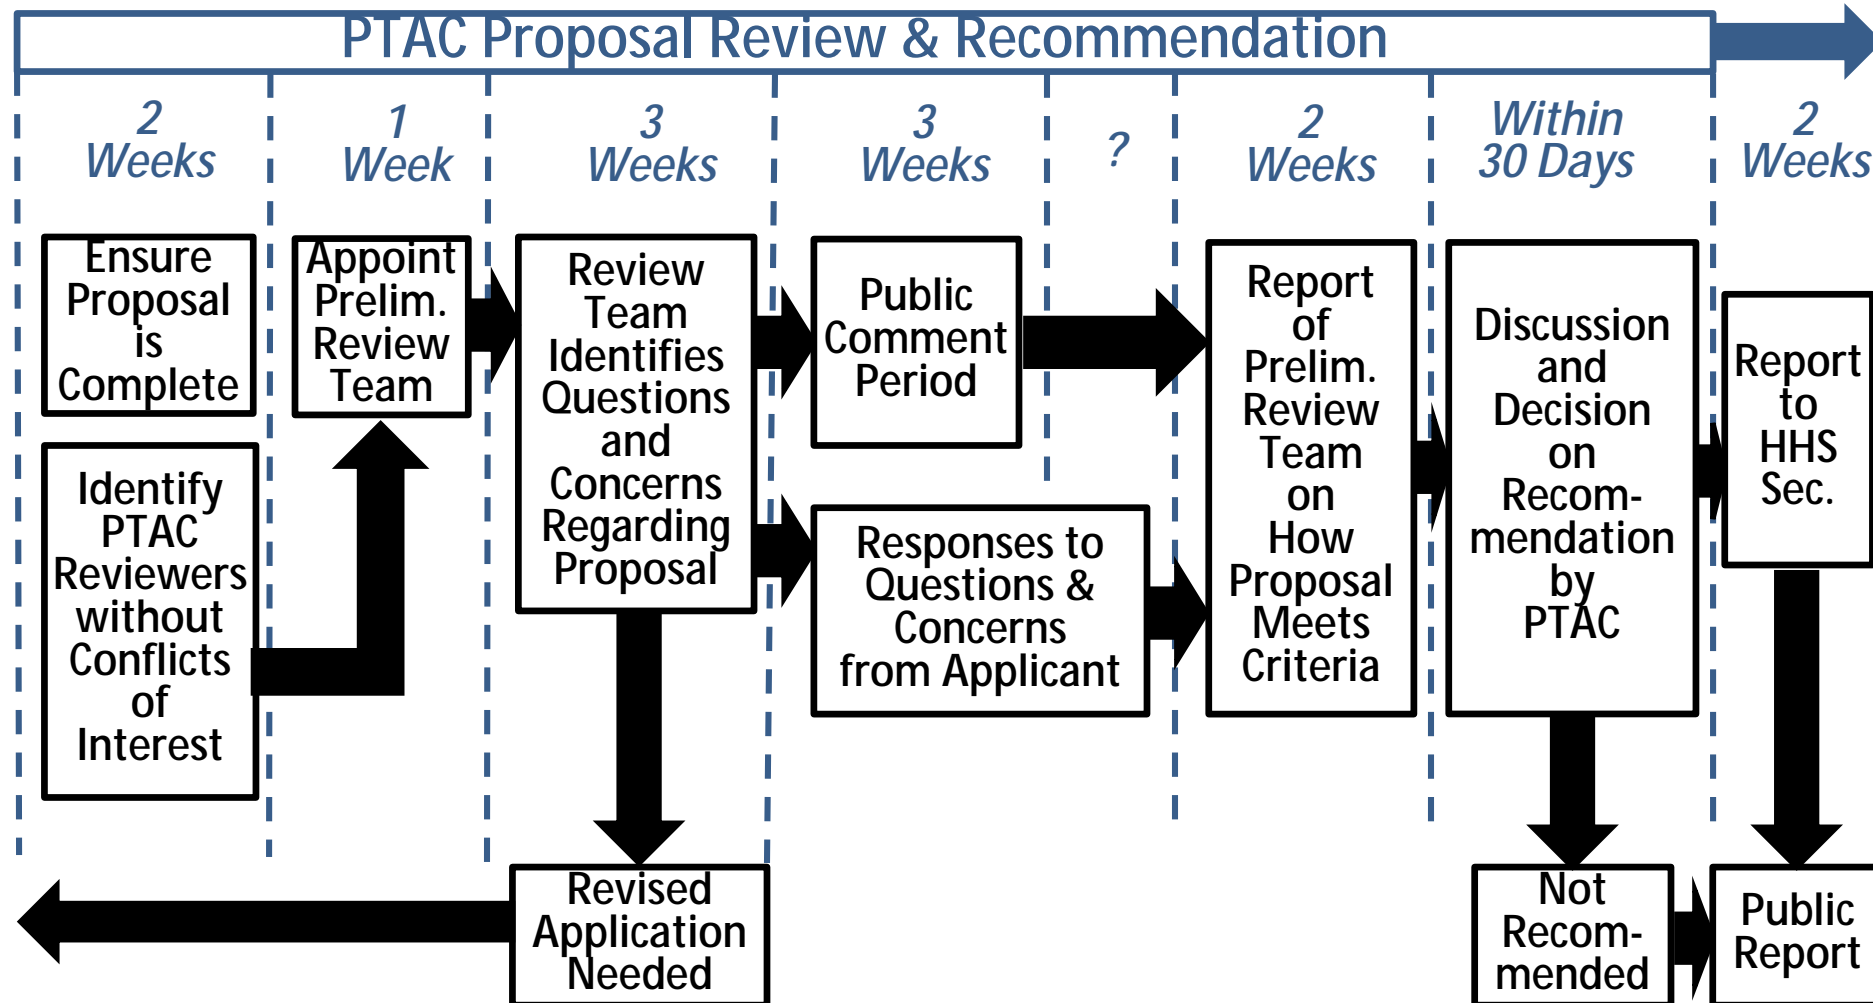 PTAC Proposal Review & Recommendation
2
Weeks
1
Week
3
Weeks
3
Weeks
?
2
Weeks
Within
30 Days
2
Weeks
Ensure
Proposal
is
Complete
Identify
PTAC
Reviewers
without
Conflicts
of
Interest
Appoint
Prelim.
Review
Team
Review
Team
Identifies
Questions
and
Concerns
Regarding
Proposal
Public
Comment
Period
Responses to
Questions &
Concerns
from Applicant
Report
of
Prelim.
Review
Team
on
How
Proposal
Meets
Criteria
Discussion
and
Decision
on
Recom-
mendation
by
PTAC
Report
to
HHS
Sec.
Revised
Application
Needed
Not
Recom-
mended
Public
Report